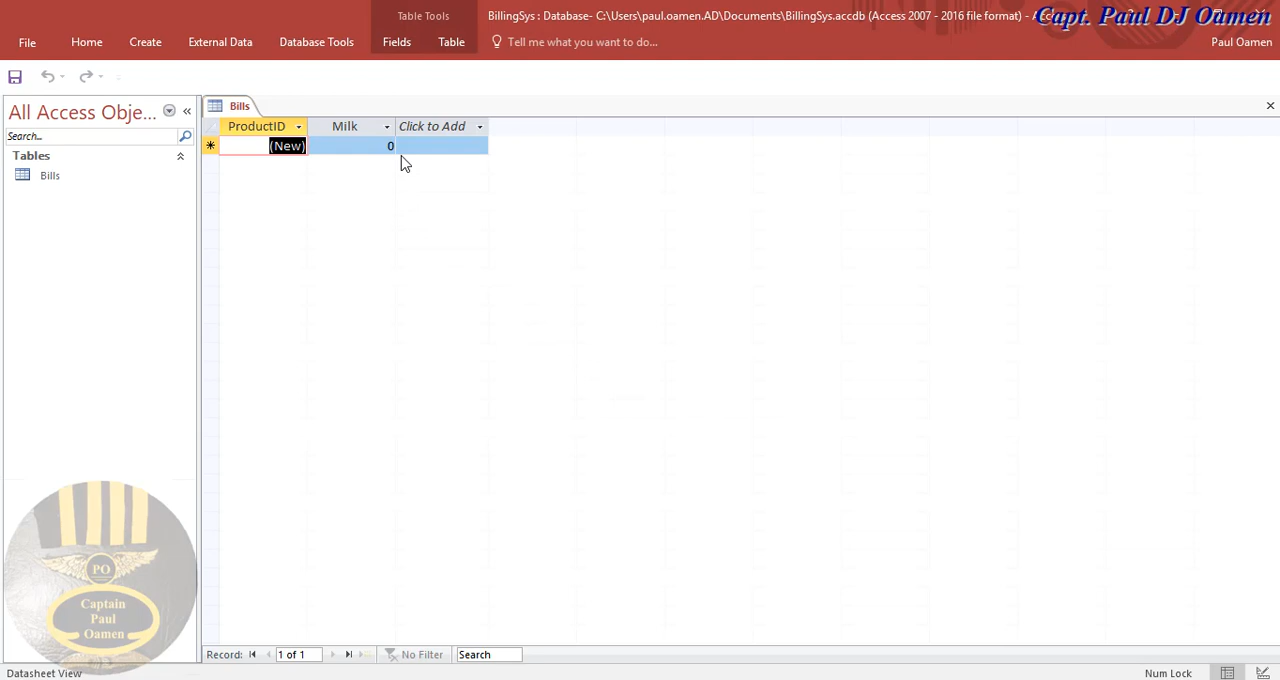 Table Tools
BillingSys : Database- C:\Users\paul.oamen.AD\Documents\BillingSys.accdb (Access 2007 - 2016 file format) -
Capt. Paul DJ Oamen
File Home Create External Data Database Tools Fields Table Tell me what you want to do... Paul Oamen
All Access Obje... «
Search...
Tables
Bills
Bills
ProductID Milk Click to Add
(New) 0
PO
Captain
Paul
Oamen
Record: 1 of 1 No Filter Search
Datasheet View Num Lock